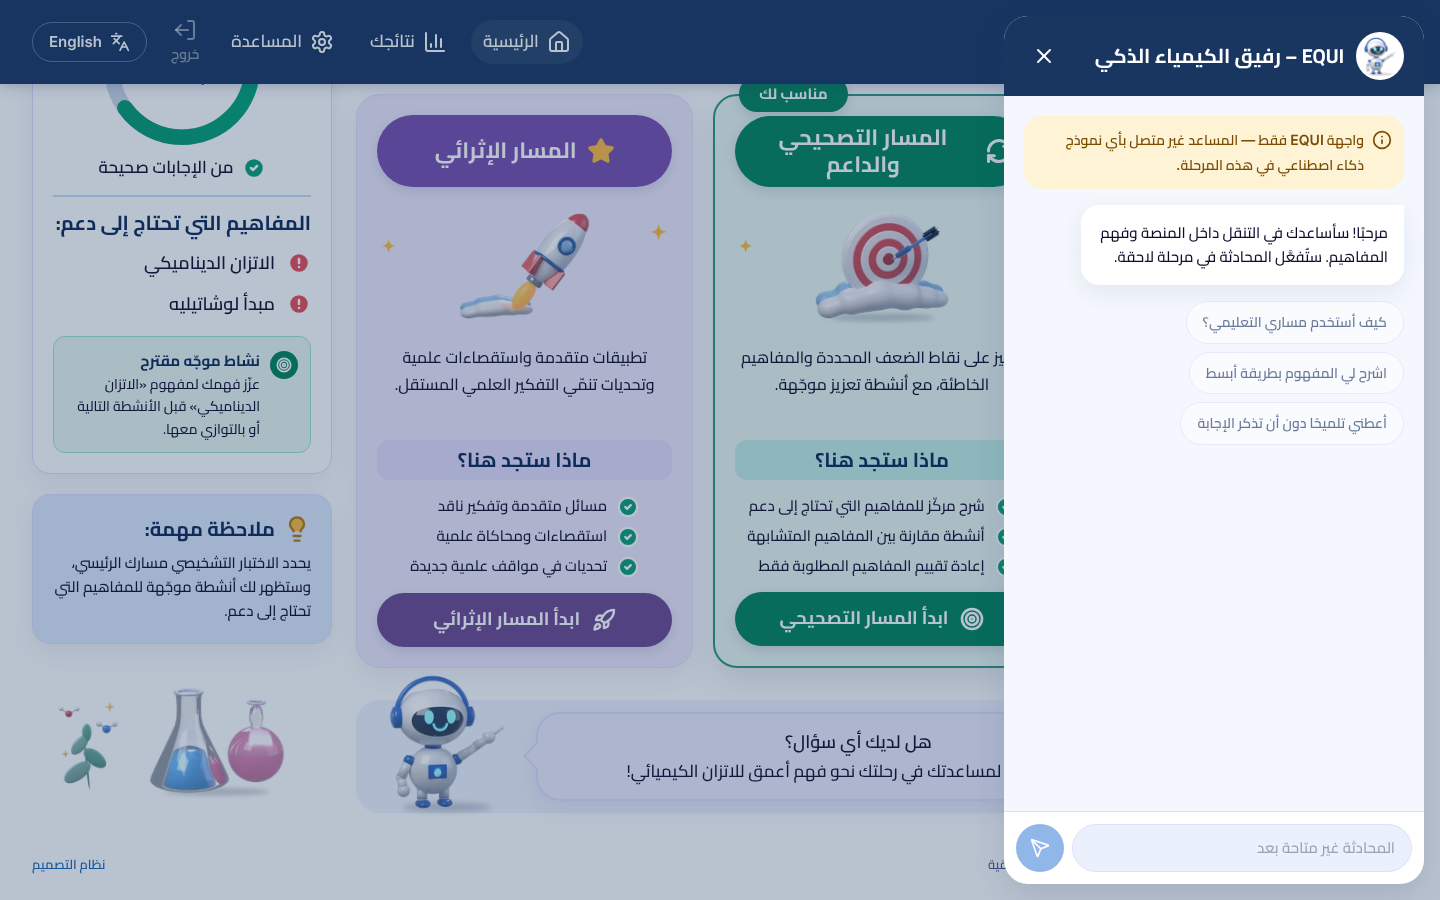 EQUI – رفيق الكيمياء الذكي
واجهة EQUI فقط — المساعد غير متصل بأي نموذج
ذكاء اصطناعي في هذه المرحلة.
مرحبًا! سأساعدك في التنقل داخل المنصة وفهم
المفاهيم. ستُفعَّل المحادثة في مرحلة لاحقة.
كيف أستخدم مساري التعليمي؟
اشرح لي المفهوم بطريقة أبسط
أعطني تلميحًا دون أن تذكر الإجابة
المحادثة غير متاحة بعد
الرئيسية
نتائجك
المساعدة
خروج
English
مناسب لك
المسار التصحيحي
والداعم
على نقاط الضعف المحددة والمفاهيم
الخاطئة، مع أنشطة تعزيز موجّهة.
ماذا ستجد هنا؟
شرح مركّز للمفاهيم التي تحتاج إلى دعم
أنشطة مقارنة بين المفاهيم المتشابهة
إعادة تقييم المفاهيم المطلوبة فقط
ابدأ المسار التصحيحي
المسار الإثرائي
تطبيقات متقدمة واستقصاءات علمية
وتحديات تنمّي التفكير العلمي المستقل.
ماذا ستجد هنا؟
مسائل متقدمة وتفكير ناقد
استقصاءات ومحاكاة علمية
تحديات في مواقف علمية جديدة
ابدأ المسار الإثرائي
من الإجابات صحيحة
المفاهيم التي تحتاج إلى دعم:
الاتزان الديناميكي
مبدأ لوشاتيليه
نشاط موجّه مقترح
عزّز فهمك لمفهوم «الاتزان
الديناميكي» قبل الأنشطة التالية
أو بالتوازي معها.
ملاحظة مهمة:
يحدد الاختبار التشخيصي مسارك الرئيسي،
وستظهر لك أنشطة موجّهة للمفاهيم التي
تحتاج إلى دعم.
هل لديك أي سؤال؟
لمساعدتك في رحلتك نحو فهم أعمق للاتزان الكيميائي!
نظام التصميم